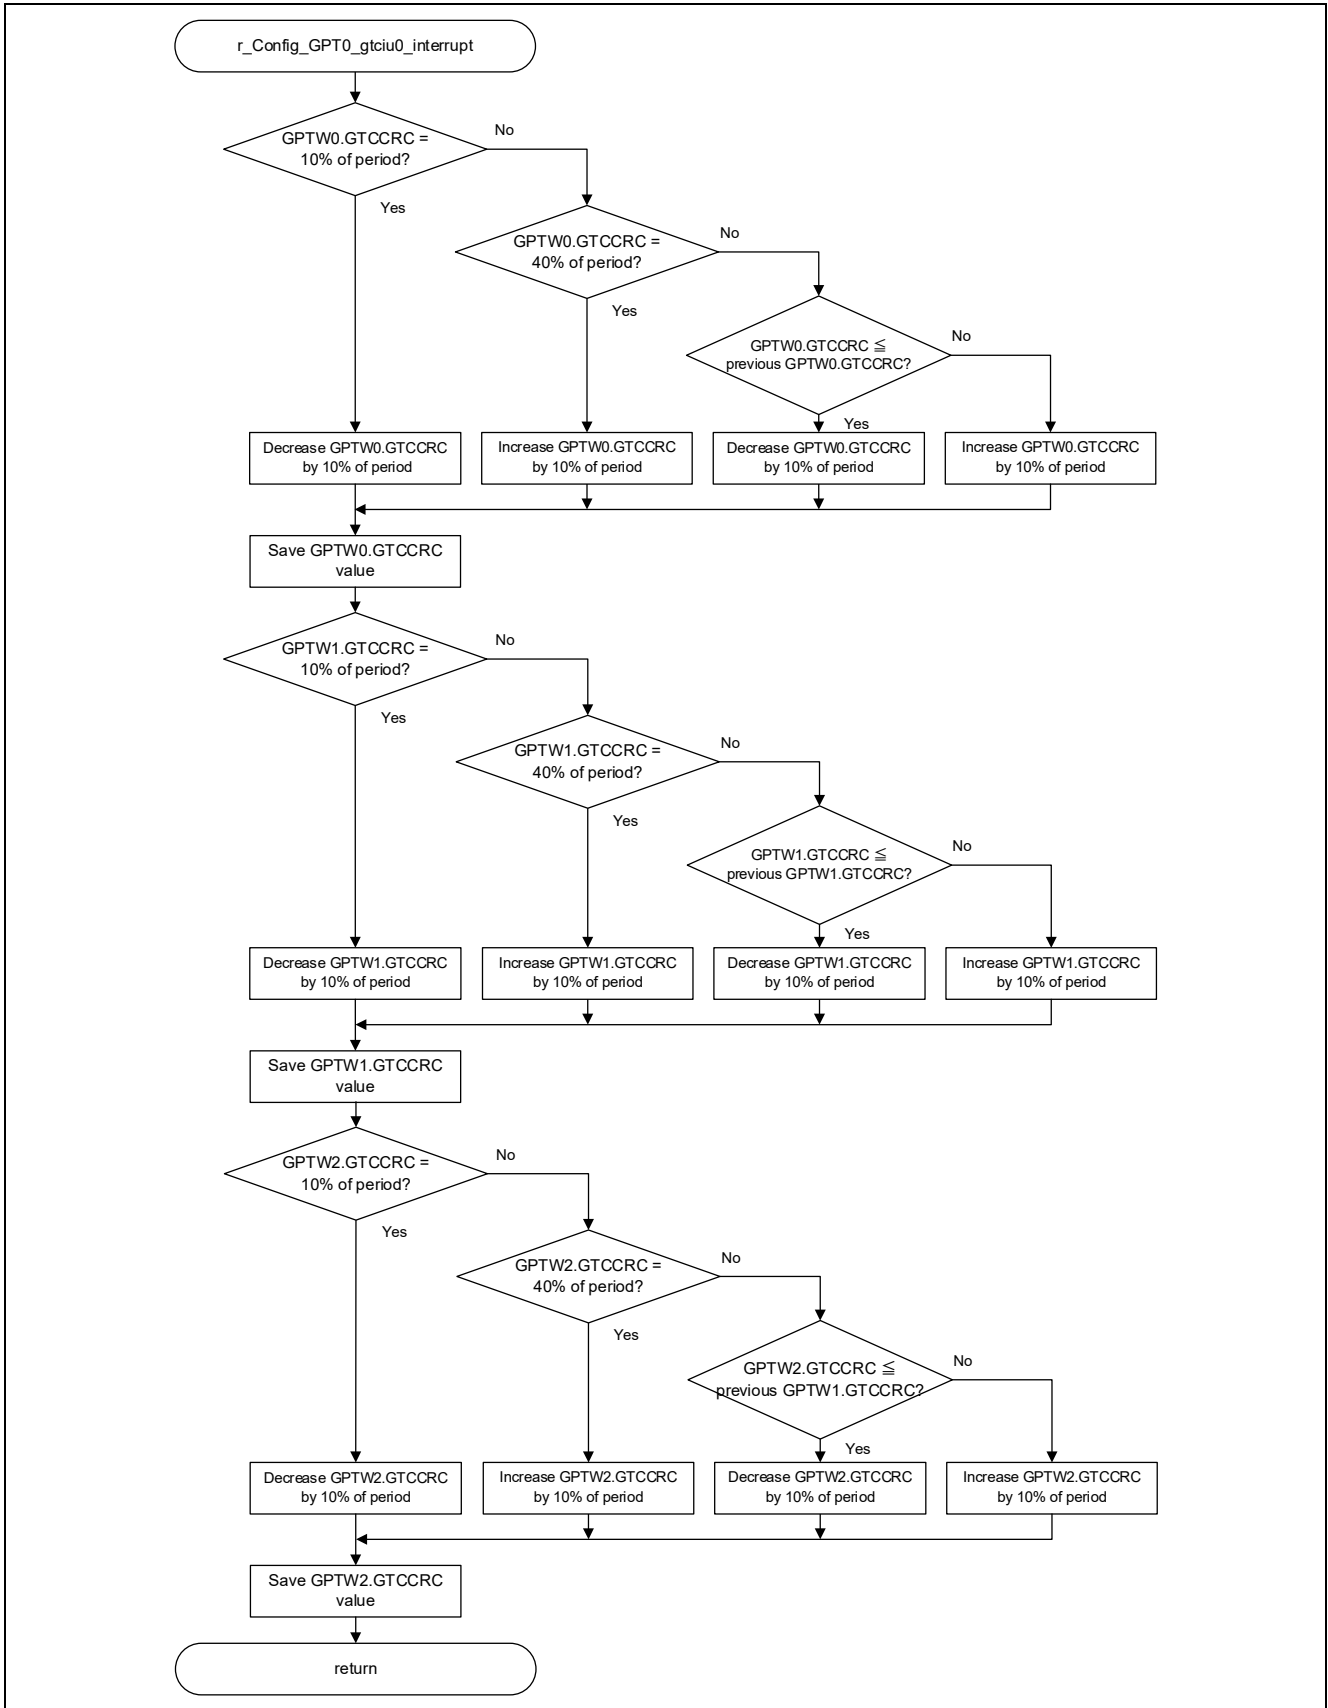 r_Config_GPT0_gtciu0_interrupt
GPTW0.GTCCRC =
10% of period?
No
Yes
GPTW0.GTCCRC =
40% of period?
No
Yes
GPTW0.GTCCRC ≦
previous GPTW0.GTCCRC?
No
Yes
Decrease GPTW0.GTCCRC
by 10% of period
Increase GPTW0.GTCCRC
by 10% of period
Decrease GPTW0.GTCCRC
by 10% of period
Increase GPTW0.GTCCRC
by 10% of period
Save GPTW0.GTCCRC
value
GPTW1.GTCCRC =
10% of period?
No
Yes
GPTW1.GTCCRC =
40% of period?
No
Yes
GPTW1.GTCCRC ≦
previous GPTW1.GTCCRC?
No
Yes
Decrease GPTW1.GTCCRC
by 10% of period
Increase GPTW1.GTCCRC
by 10% of period
Decrease GPTW1.GTCCRC
by 10% of period
Increase GPTW1.GTCCRC
by 10% of period
Save GPTW1.GTCCRC
value
GPTW2.GTCCRC =
10% of period?
No
Yes
GPTW2.GTCCRC =
40% of period?
No
Yes
GPTW2.GTCCRC ≦
previous GPTW1.GTCCRC?
No
Yes
Decrease GPTW2.GTCCRC
by 10% of period
Increase GPTW2.GTCCRC
by 10% of period
Decrease GPTW2.GTCCRC
by 10% of period
Increase GPTW2.GTCCRC
by 10% of period
Save GPTW2.GTCCRC
value
return